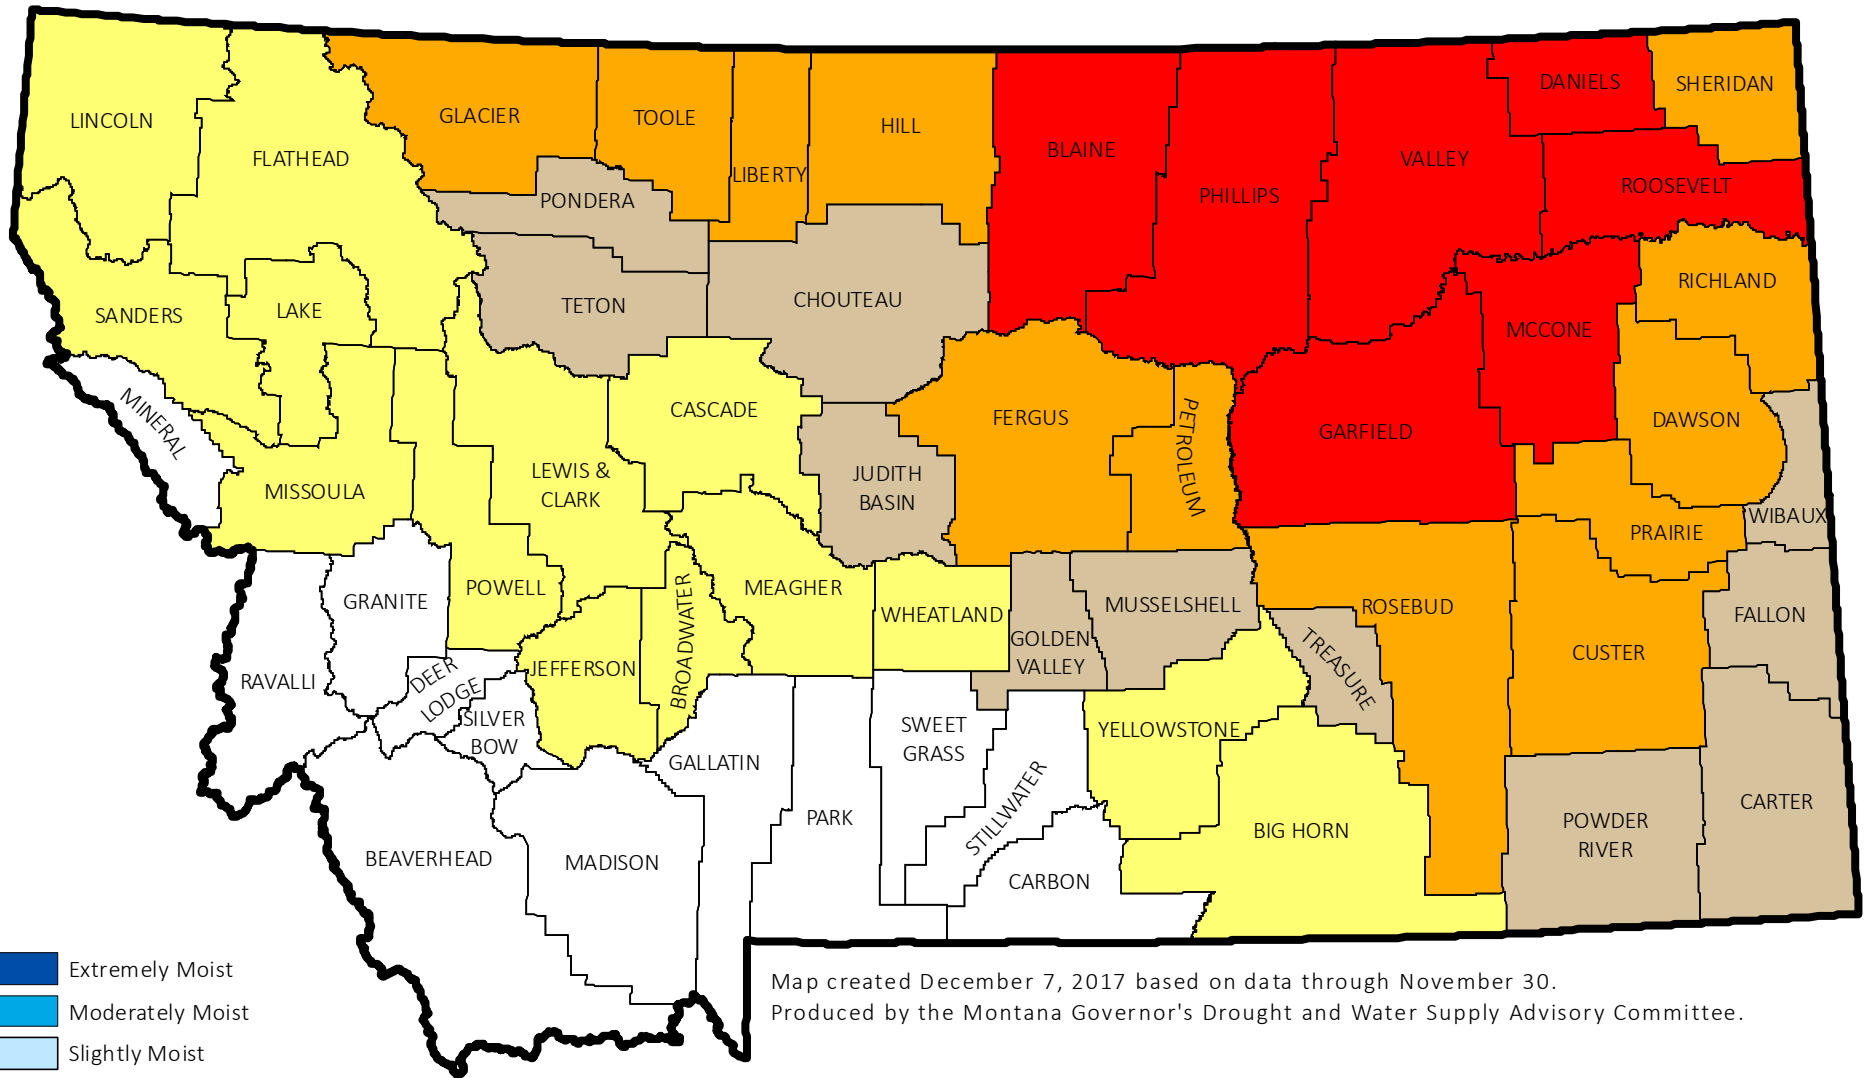 DANIELS
SHERIDAN
GLACIER
TOOLE
HILL
LINCOLN
FLATHEAD
BLAINE
VALLEY
LIBERTY
ROOSEVELT
PHILLIPS
PONDERA
RICHLAND
CHOUTEAU
TETON
LAKE
SANDERS
MCCONE
CASCADE
FERGUS
PETROLEUM
DAWSON
MINERAL
GARFIELD
LEWIS &
CLARK
JUDITH
BASIN
MISSOULA
WIBAUX
PRAIRIE
POWELL
MEAGHER
GRANITE
MUSSELSHELL
ROSEBUD
WHEATLAND
FALLON
BROADWATER
GOLDEN
VALLEY
CUSTER
JEFFERSON
TREASURE
RAVALLI
DEER
LODGE
SILVER
BOW
SWEET
GRASS
YELLOWSTONE
GALLATIN
STILLWATER
CARTER
PARK
POWDER
RIVER
BIG HORN
BEAVERHEAD
MADISON
CARBON
Extremely Moist
Moderately Moist
Slightly Moist
Map created December 7, 2017 based on data through November 30.
Produced by the Montana Governor's Drought and Water Supply Advisory Committee.